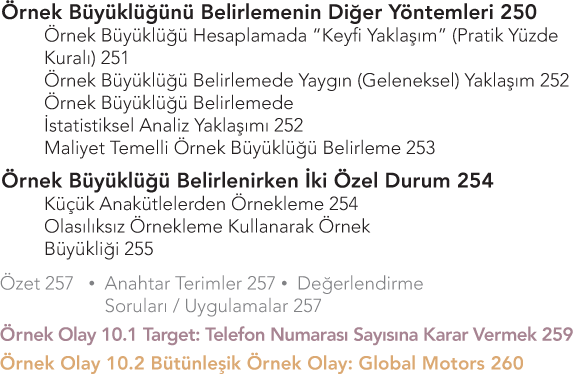 Örnek Büyüklüğünü Belirlemenin Diğer Yöntemleri 250
Örnek Büyüklüğü Hesaplamada “Keyfi Yaklaşım” (Pratik Yüzde
Kuralı) 251
Örnek Büyüklüğü Belirlemede Yaygın (Geleneksel) Yaklaşım 252
Örnek Büyüklüğü Belirlemede
İstatistiksel Analiz Yaklaşımı 252
Maliyet Temelli Örnek Büyüklüğü Belirleme 253
Örnek Büyüklüğü Belirlenirken İki Özel Durum 254
Küçük Anakütlelerden Örnekleme 254
Olasılıksız Örnekleme Kullanarak Örnek
Büyükliği 255
Özet 257 • Anahtar Terimler 257 • Değerlendirme
Soruları / Uygulamalar 257
Örnek Olay 10.1 Target: Telefon Numarası Sayısına Karar Vermek 259
Örnek Olay 10.2 Bütünleşik Örnek Olay: Global Motors 260